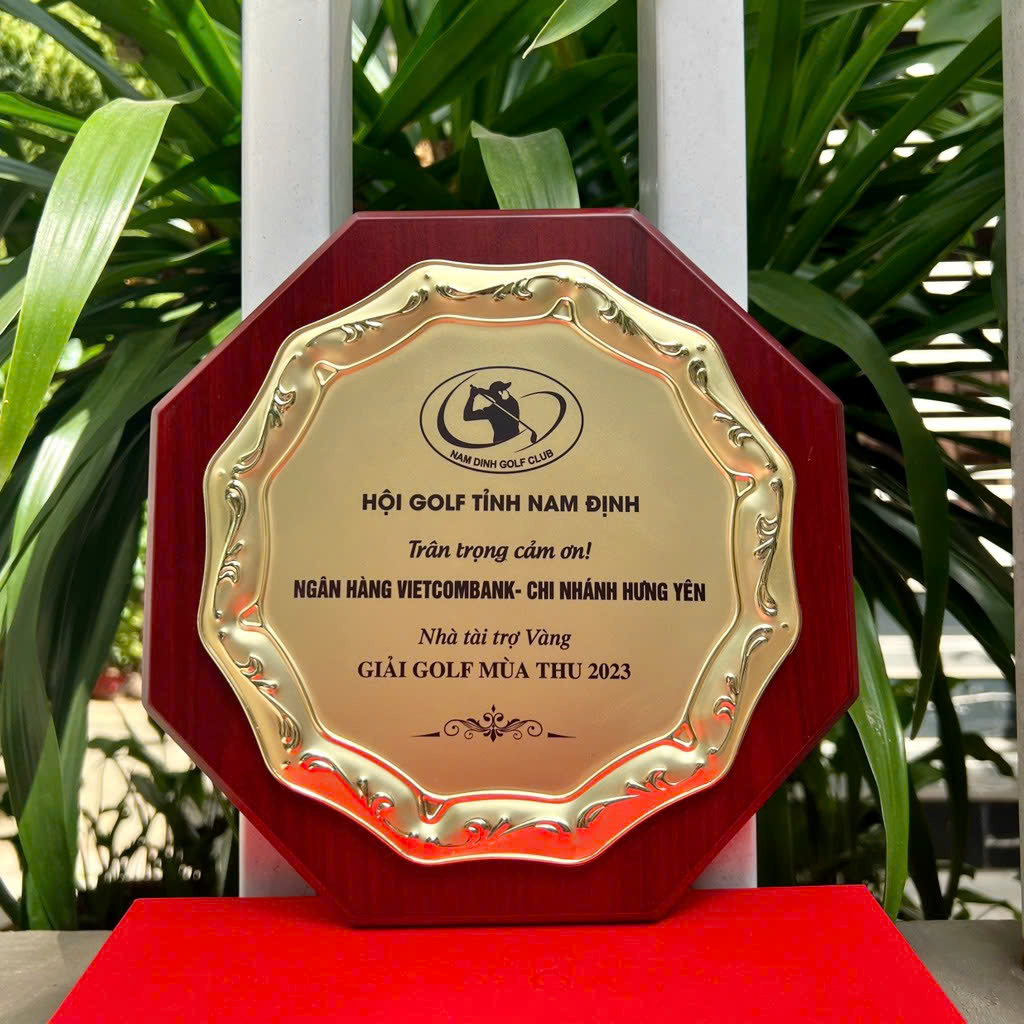 NAM DINH GOLF CLUB
HỘI GOLF TỈNH NAM ĐỊNH
Trân trọng cảm ơn!
NGÂN HÀNG VIETCOMBANK- CHI NHÁNH HƯNG YÊN
Nhà tài trợ Vàng
GIẢI GOLF MÙA THU 2023